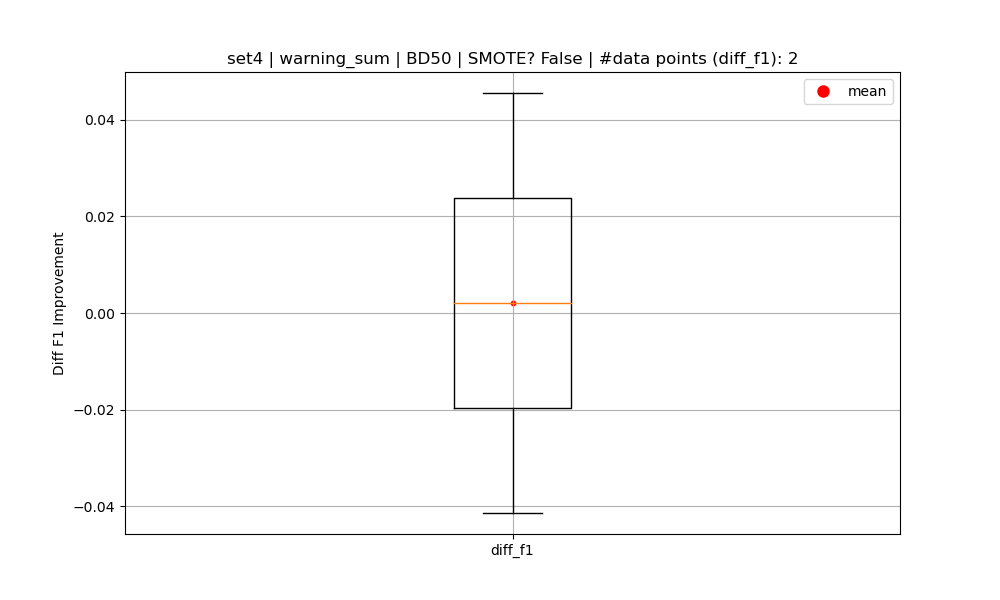 set4 | warning_sum | BD50 | SMOTE? False | #data points (diff_f1): 2
mean
0.04
0.02
0.00
−0.02
−0.04
Diff F1 Improvement
diff_f1